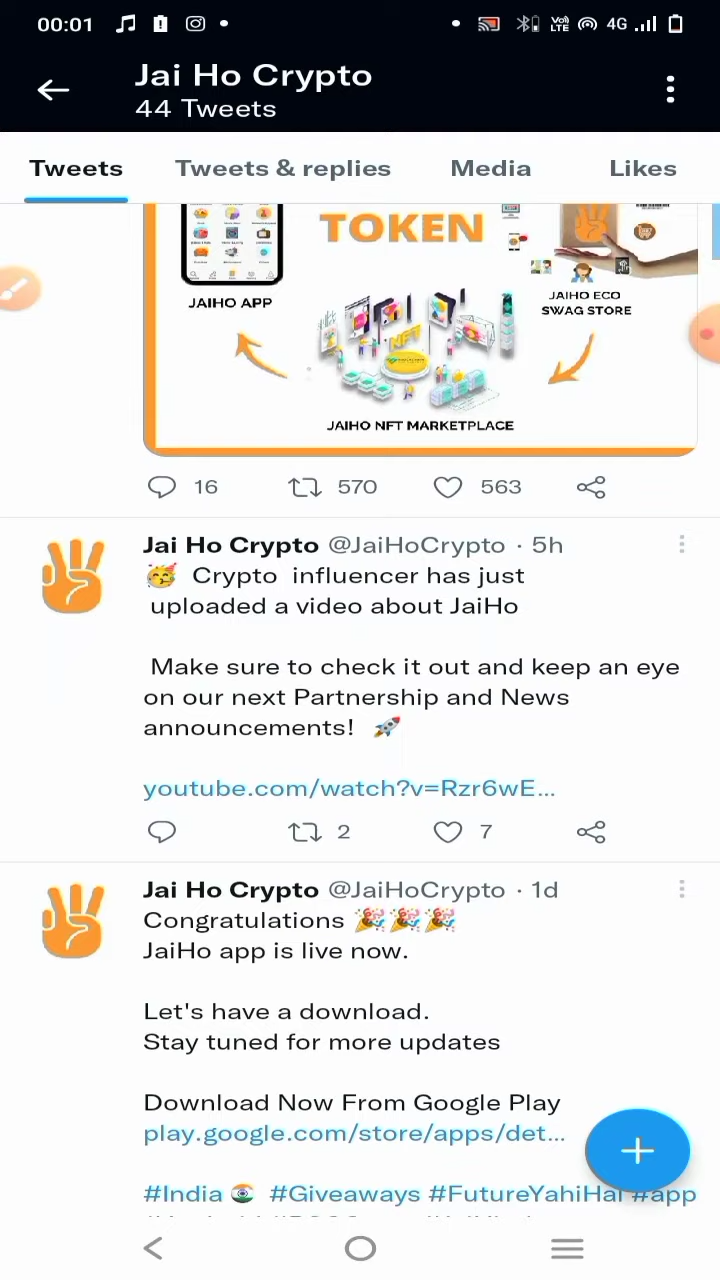 00:01
4G
Jai Ho Crypto
44 Tweets
Tweets
Tweets & replies
Media
Likes
TOKEN
JAIHO APP
JAIHO ECO
SWAG STORE
NFT
JAIHO NFT MARKETPLACE
16
570
563
Jai Ho Crypto @JaiHoCrypto · 5h
🥳 Crypto influencer has just
uploaded a video about JaiHo
Make sure to check it out and keep an eye
on our next Partnership and News
announcements! 🚀
youtube.com/watch?v=Rzr6wE...
2
7
Jai Ho Crypto @JaiHoCrypto · 1d
Congratulations 🎉🎉🎉
JaiHo app is live now.
Let's have a download.
Stay tuned for more updates
Download Now From Google Play
play.google.com/store/apps/det...
#India 🇮🇳 #Giveaways #FutureYahiHai #app